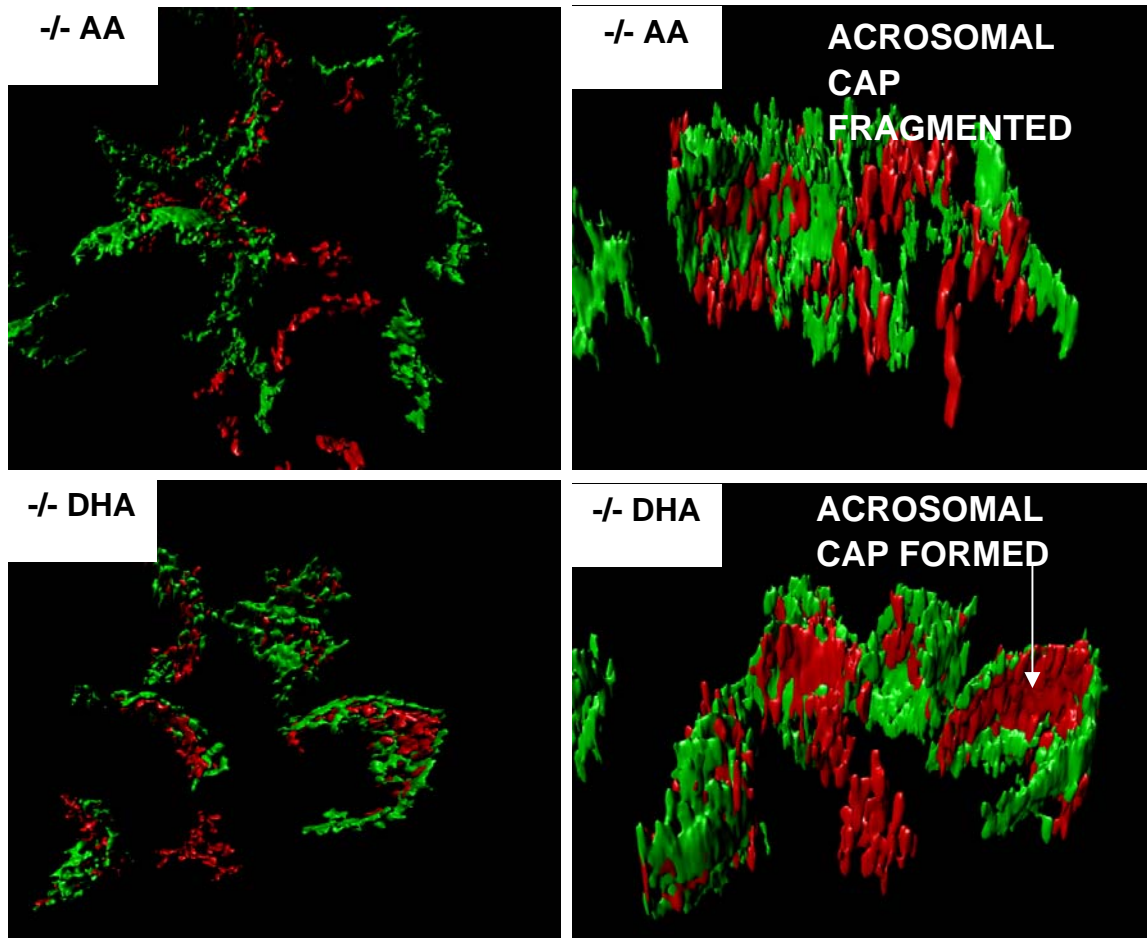 -/- AA
-/- AA
ACROSOMAL
CAP
FRAGMENTED
-/- DHA
-/- DHA
ACROSOMAL
CAP FORMED